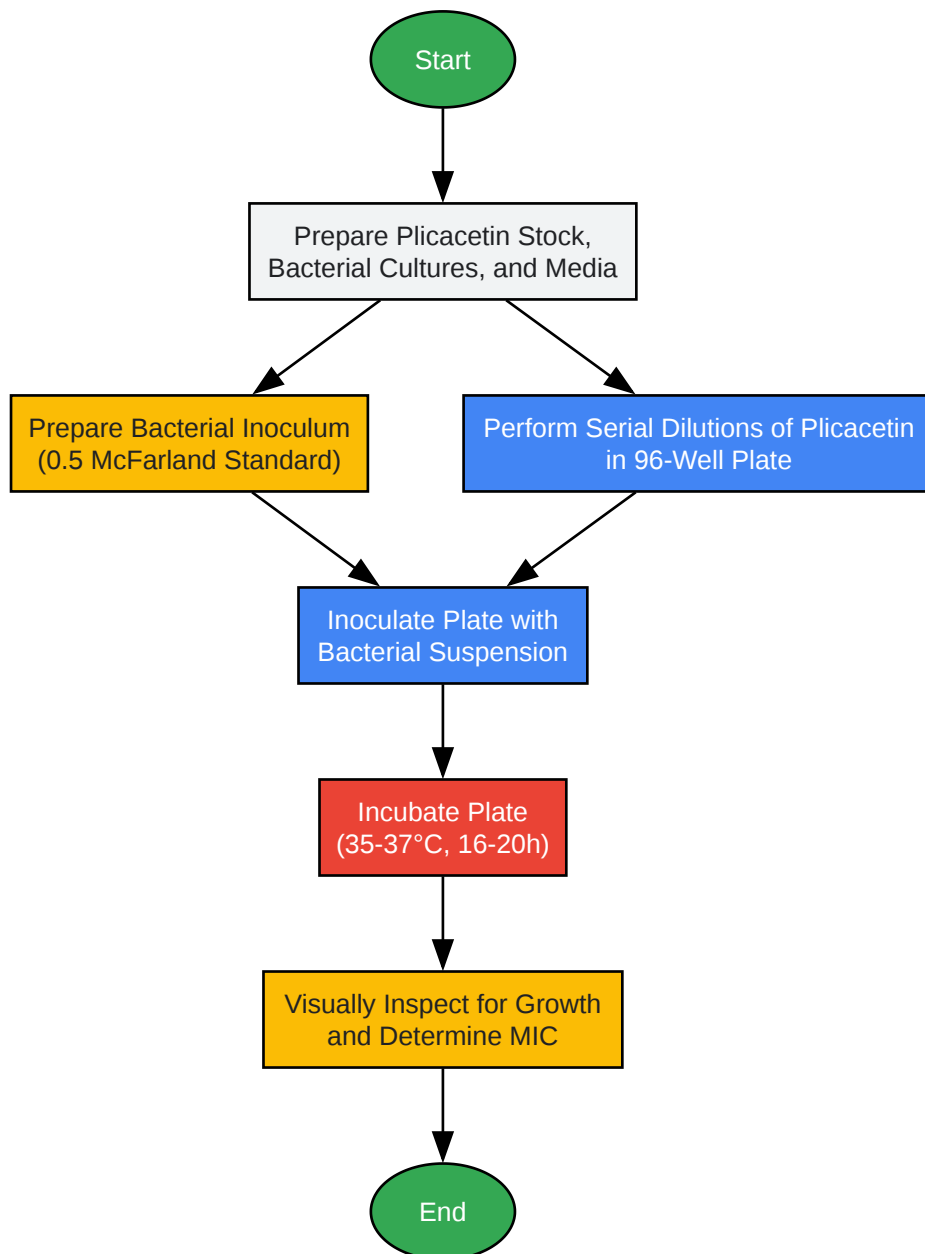 Start
Prepare Plicacetin Stock,
Bacterial Cultures, and Media
Prepare Bacterial Inoculum
(0.5 McFarland Standard)
Perform Serial Dilutions of Plicacetin
in 96-Well Plate
Inoculate Plate with
Bacterial Suspension
Incubate Plate
(35-37°C, 16-20h)
Visually Inspect for Growth
and Determine MIC
End